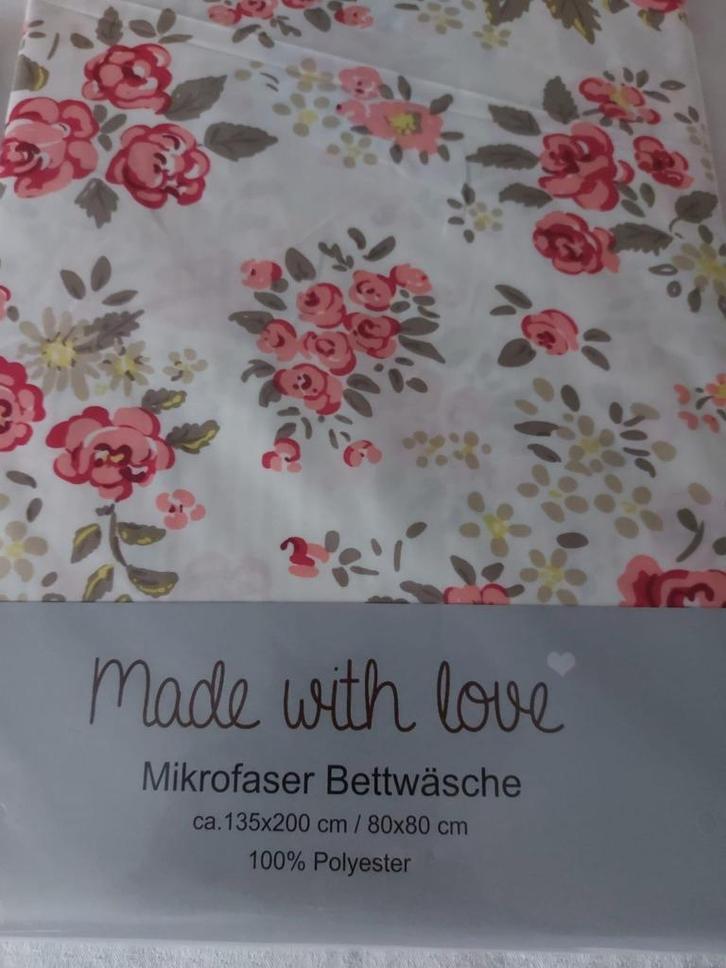 Made with love
Mikrofaser Bettwäsche
ca.135x200 cm / 80x80 cm
100% Polyester